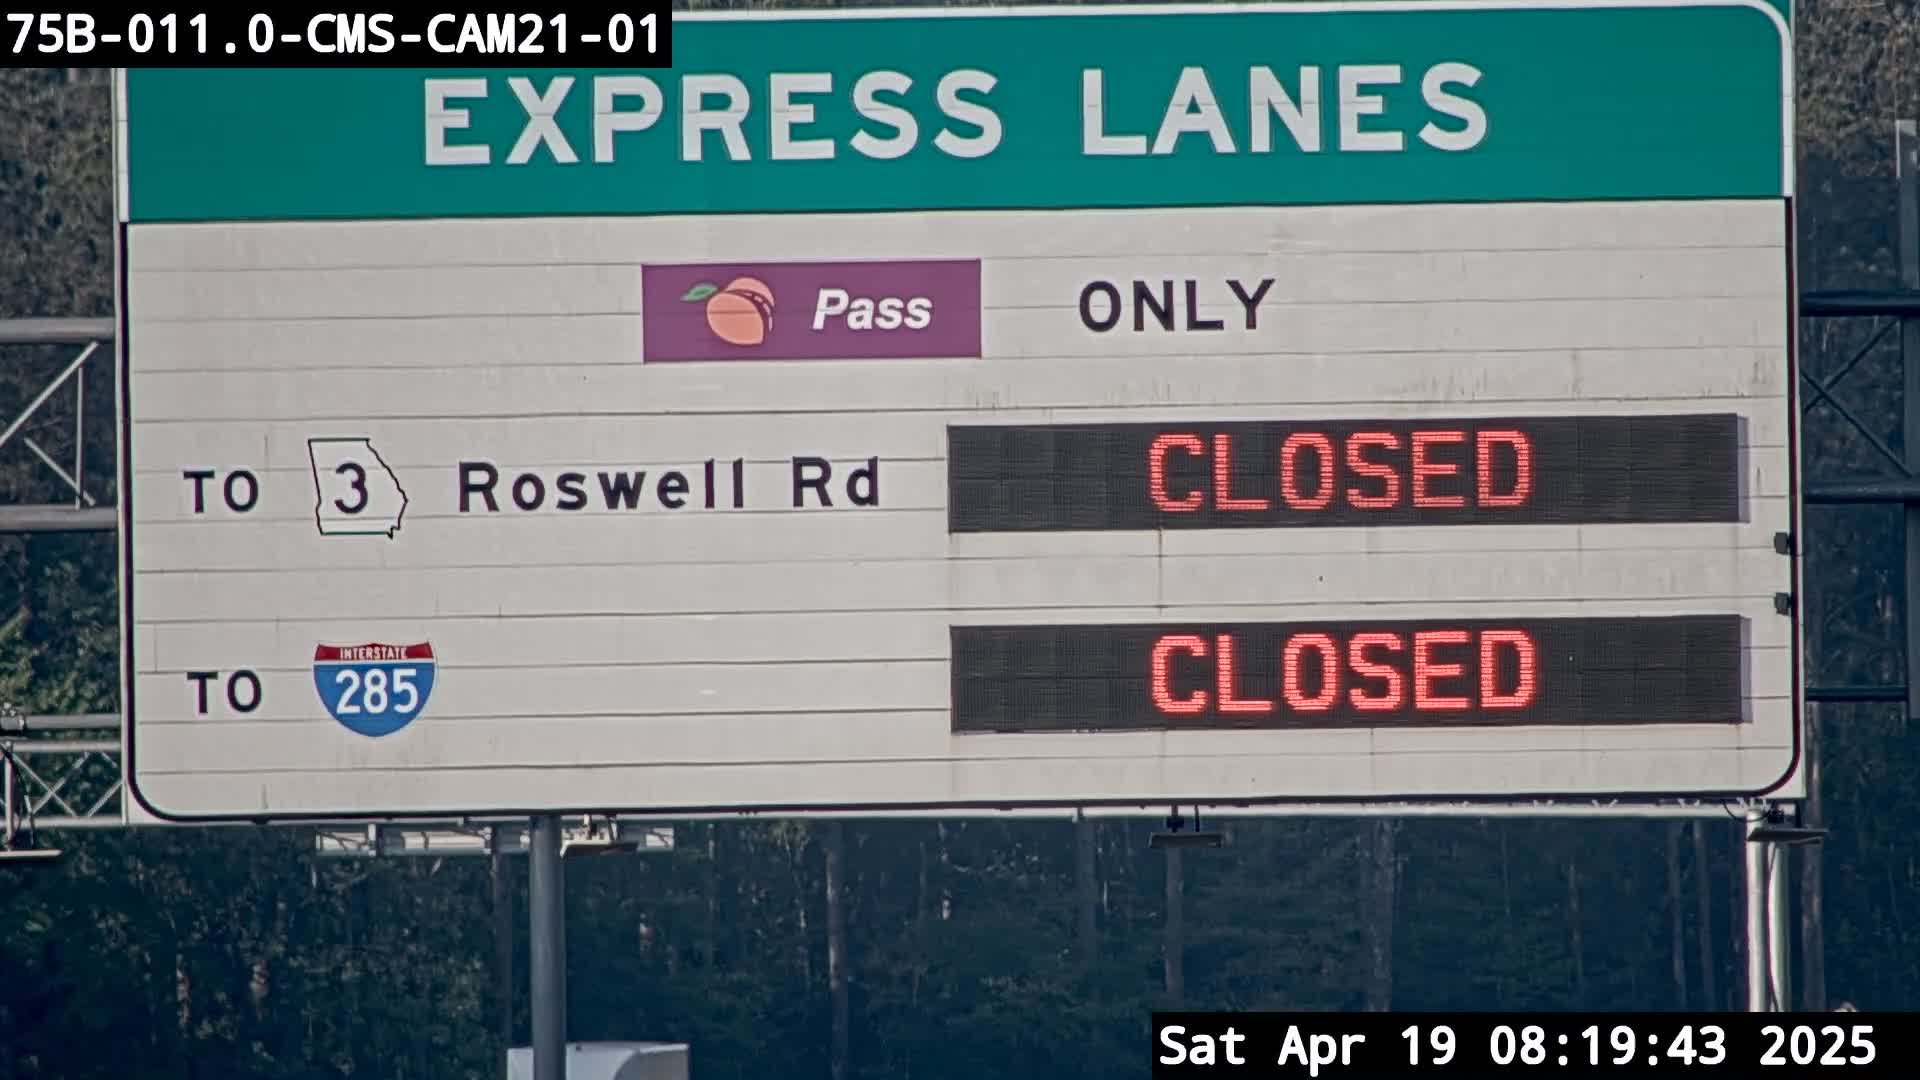 75B-011.0-CMS-CAM21-01
EXPRESS LANES
Pass ONLY
TO 3 Roswell Rd CLOSED
TO INTERSTATE 285 CLOSED
Sat Apr 19 08:19:43 2025